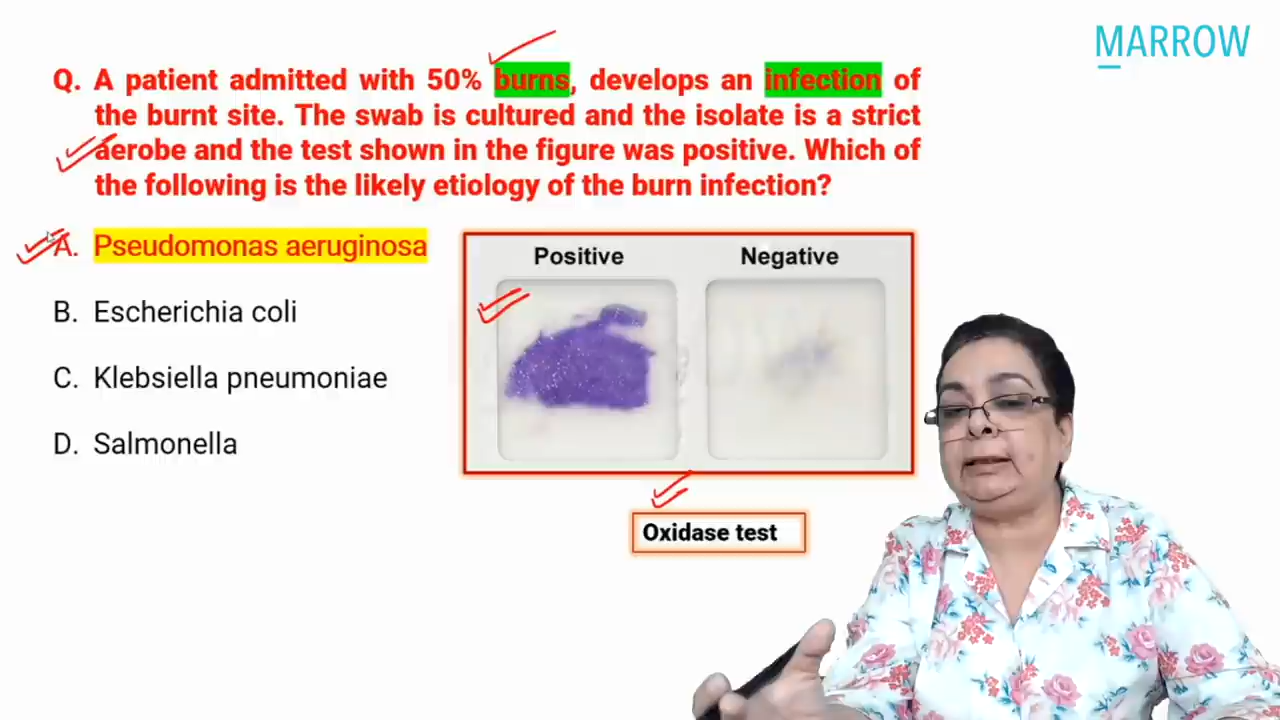 MARROW
Q. A patient admitted with 50% burns, develops an infection of
the burnt site. The swab is cultured and the isolate is a strict
aerobe and the test shown in the figure was positive. Which of
the following is the likely etiology of the burn infection?
A. Pseudomonas aeruginosa
B. Escherichia coli
C. Klebsiella pneumoniae
D. Salmonella
Positive
Negative
Oxidase test